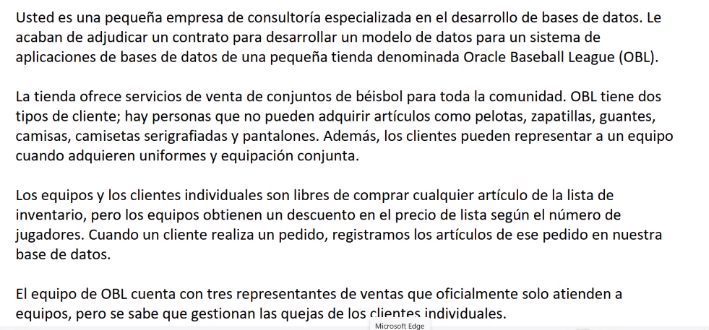 Usted es una pequeña empresa de consultoría especializada en el desarrollo de bases de datos. Le
acaban de adjudicar un contrato para desarrollar un modelo de datos para un sistema de
aplicaciones de bases de datos de una pequeña tienda denominada Oracle Baseball League (OBL).
La tienda ofrece servicios de venta de conjuntos de béisbol para toda la comunidad. OBL tiene dos
tipos de cliente; hay personas que no pueden adquirir artículos como pelotas, zapatillas, guantes,
camisas, camisetas serigrafiadas y pantalones. Además, los clientes pueden representar a un equipo
cuando adquieren uniformes y equipación conjunta.
Los equipos y los clientes individuales son libres de comprar cualquier artículo de la lista de
inventario, pero los equipos obtienen un descuento en el precio de lista según el número de
jugadores. Cuando un cliente realiza un pedido, registramos los artículos de ese pedido en nuestra
base de datos.
El equipo de OBL cuenta con tres representantes de ventas que oficialmente solo atienden a
equipos, pero se sabe que gestionan las quejas de los clientes individuales.
Microsoft Edge